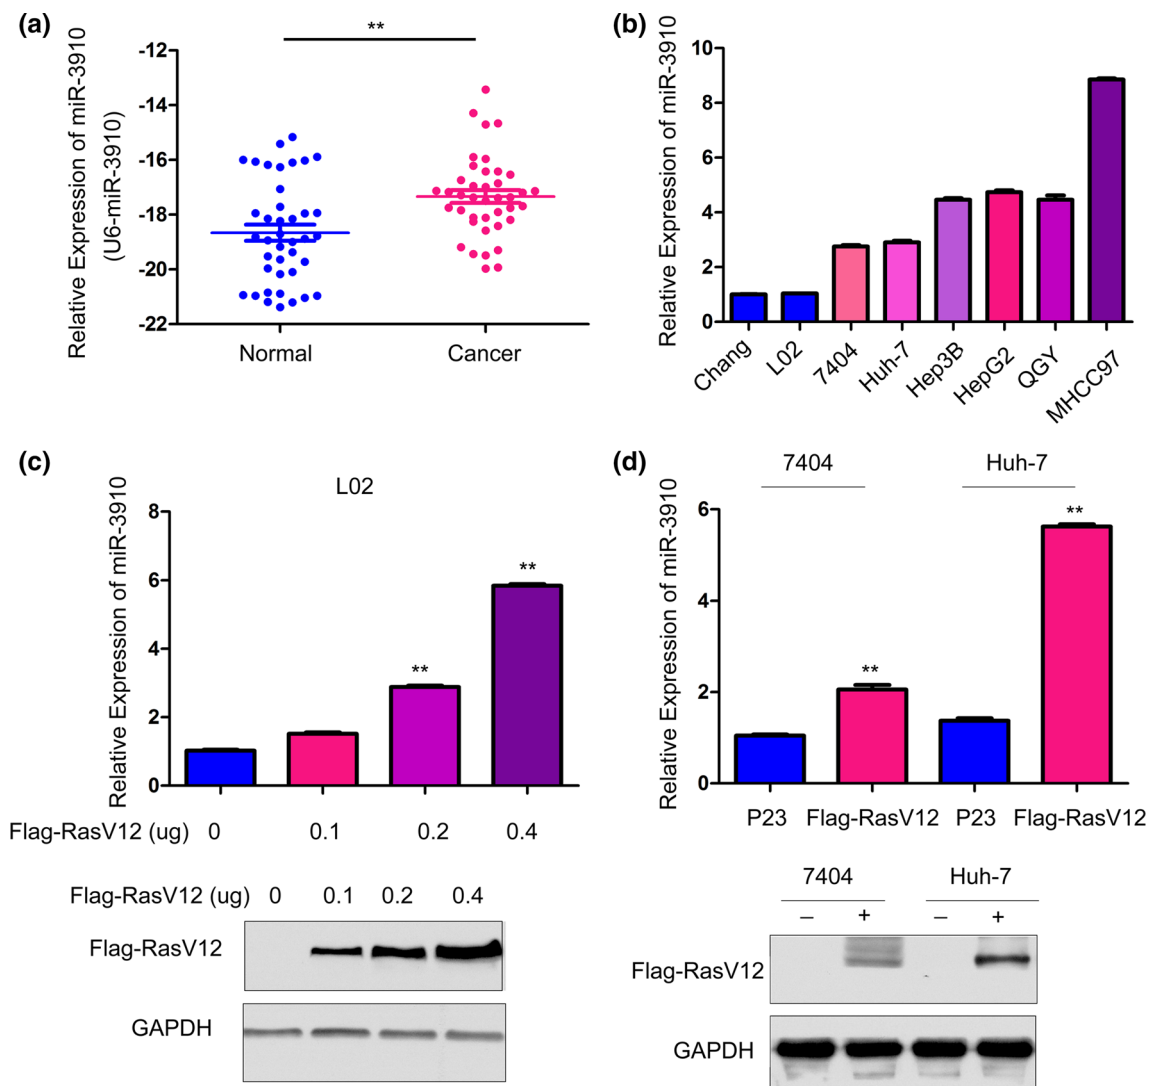 (a)
**
Relative Expression of miR-3910
(U6-miR-3910)
-12
-14
-16
-18
-20
-22
Normal Cancer
(b)
Relative Expression of miR-3910
10
8
6
4
2
0
Chang L02 7404 Huh-7 Hep3B HepG2 QGY MHCC97
(c)
L02
Relative Expression of miR-3910
8
6
4
2
0
**
**
Flag-RasV12 (ug) 0 0.1 0.2 0.4
Flag-RasV12 (ug) 0 0.1 0.2 0.4
Flag-RasV12
GAPDH
(d)
7404 Huh-7
Relative Expression of miR-3910
6
4
2
0
**
**
P23 Flag-RasV12 P23 Flag-RasV12
7404 Huh-7
– + – +
Flag-RasV12
GAPDH